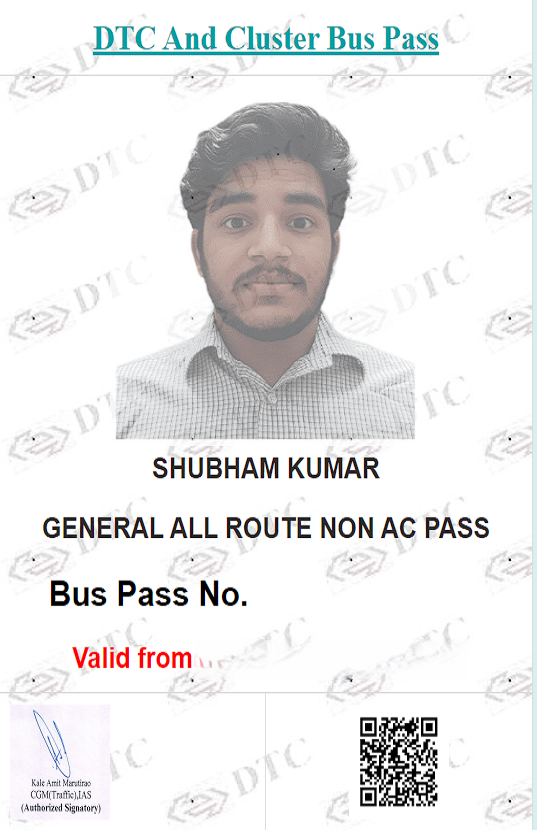 DTC And Cluster Bus Pass
SHUBHAM KUMAR
GENERAL ALL ROUTE NON AC PASS
Bus Pass No.
Valid from
Kale Amit Marutirao
CGM(Traffic),IAS
(Authorized Signatory)
DTC